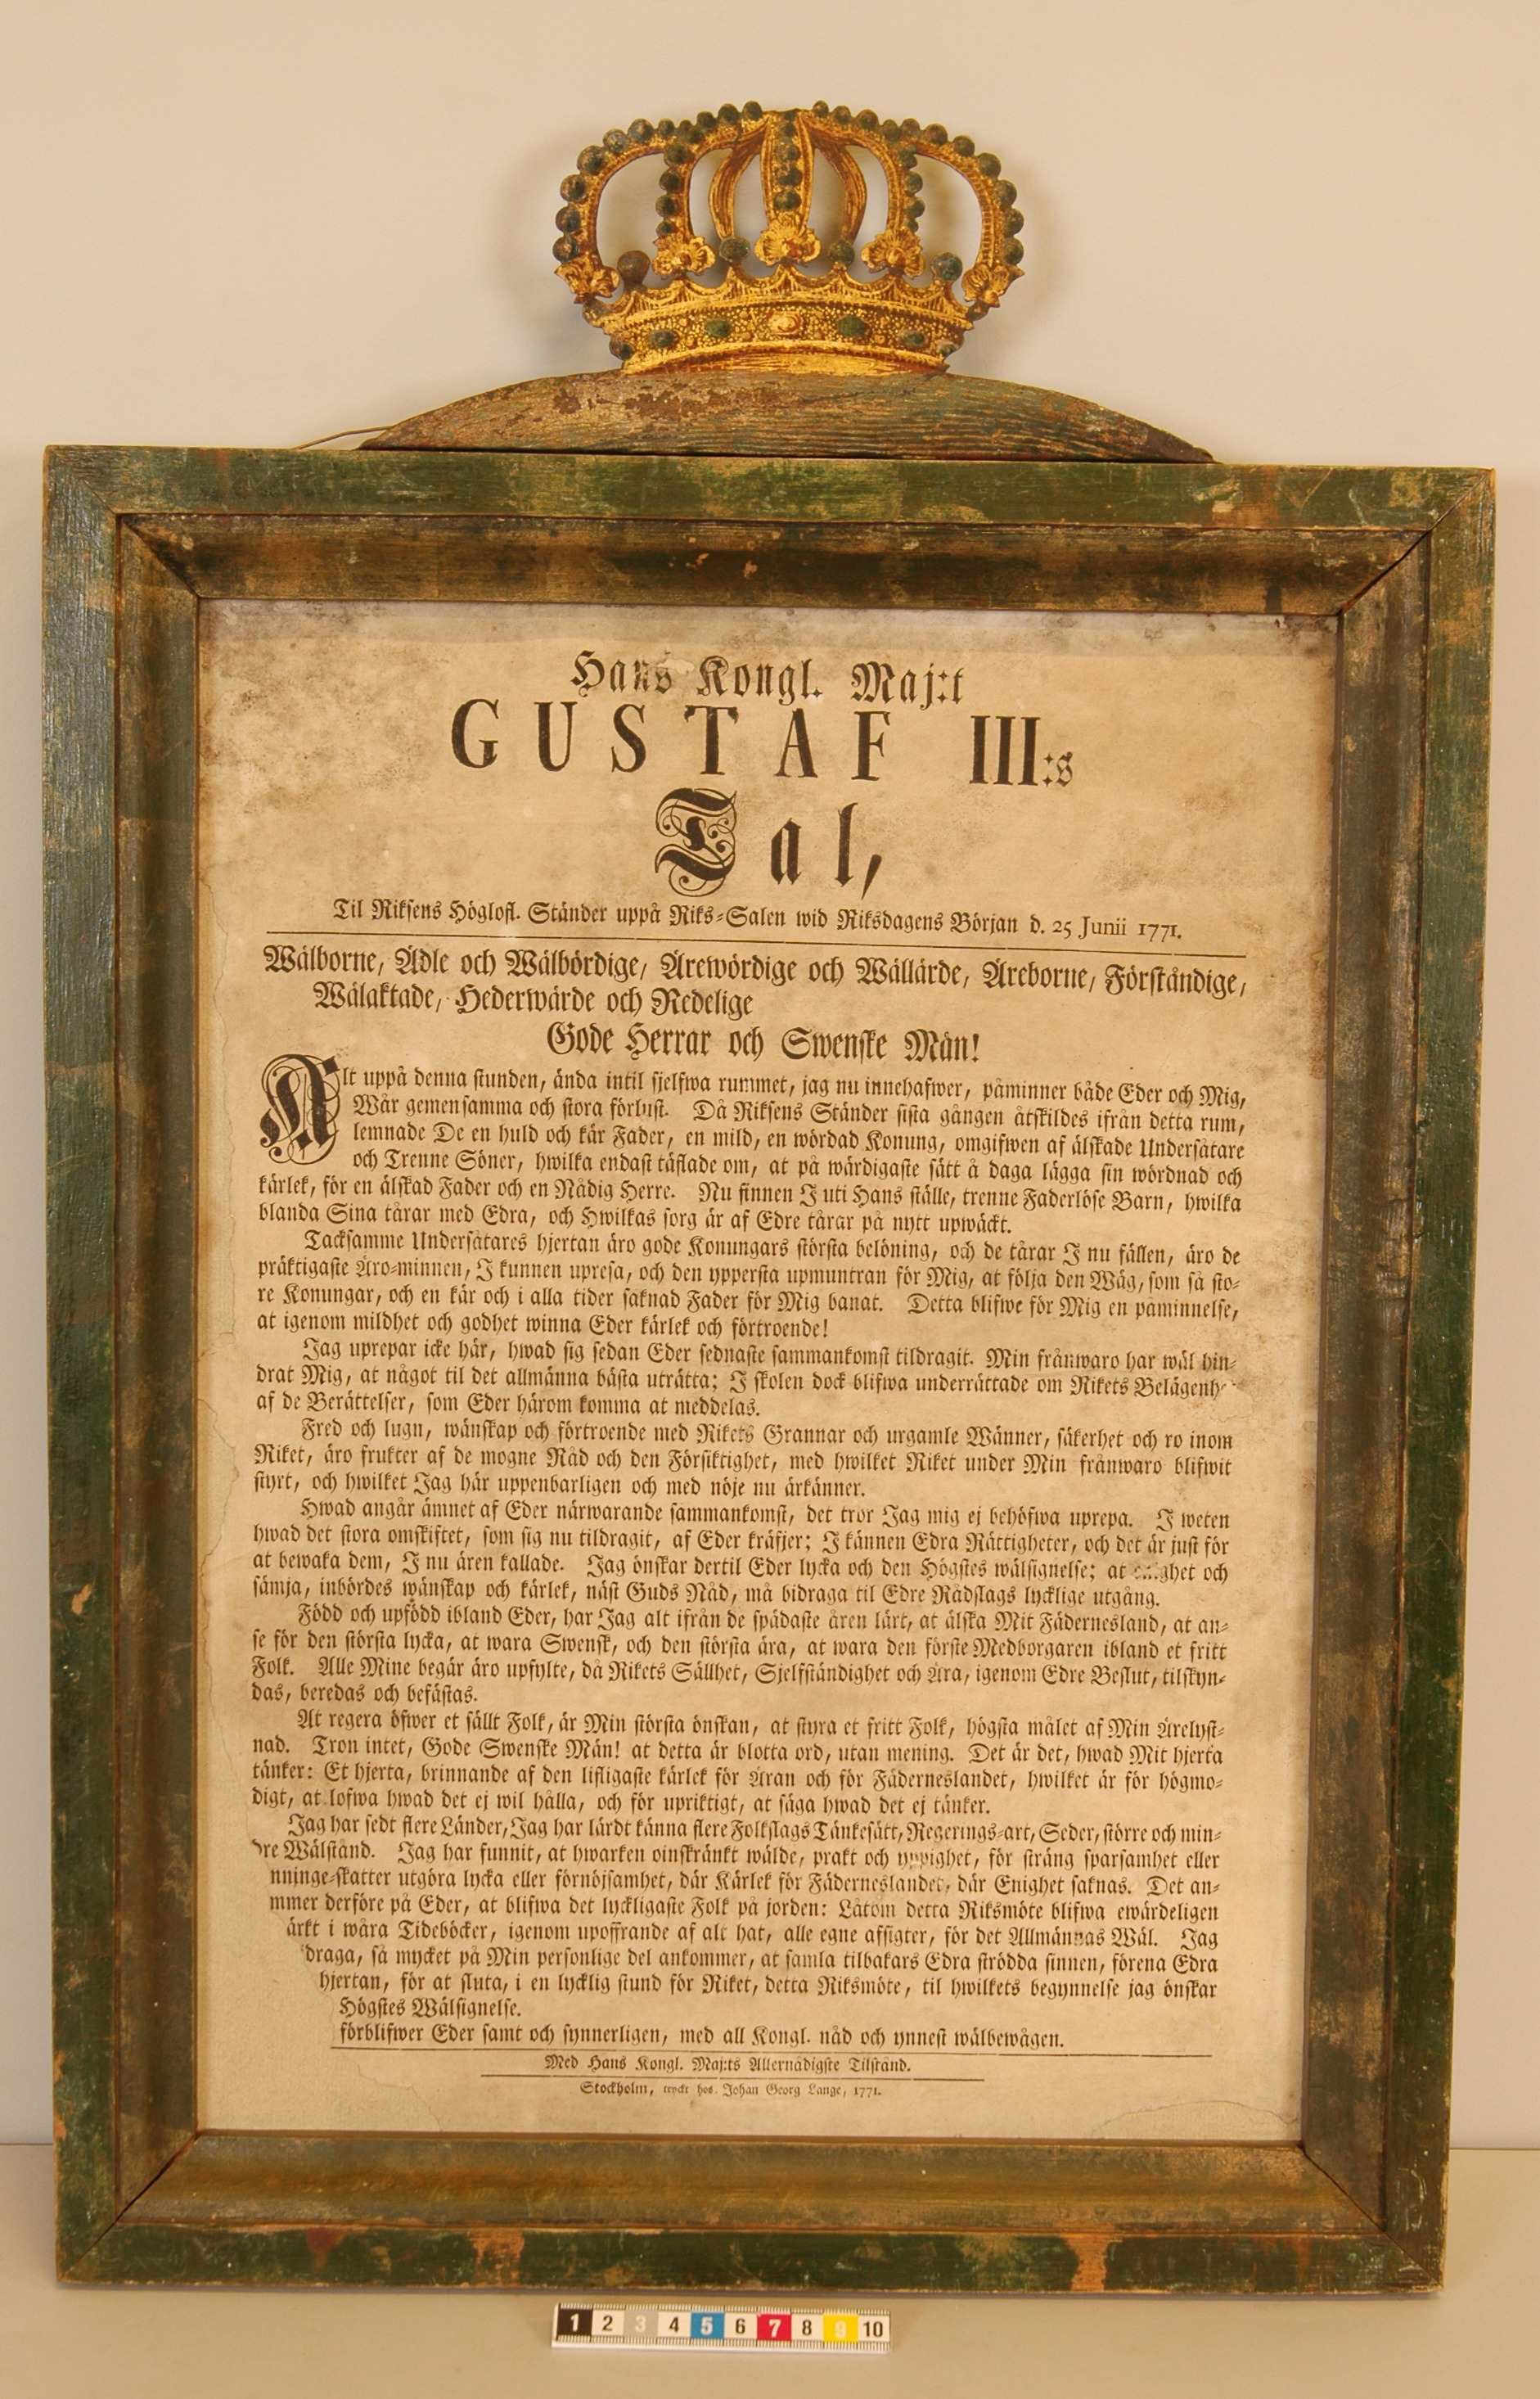 Hans Kongl. Maj:t
GUSTAF III:s
Tal,
Til Riksens Höglofl. Ständer uppå Riks-Salen wid Riksdagens Början d. 25 Junii 1771.
Wälborne, Ädle och Wälbördige, Ärewördige och Wällärde, Äreborne, Förståndige,
Wälaktade, Hederwärde och Redelige
Gode Herrar och Swenske Män!
Alt uppå denna stunden, ända intil sjelfwa rummet, jag nu innehafwer, påminner både Eder och Mig,
Wår gemensamma och stora förlust. Då Riksens Ständer sista gången åtskildes ifrån detta rum,
lemnade De en huld och kär Fader, en mild, en wördad Konung, omgifwen af älskade Undersåtare
och Trenne Söner, hwilka endast täflade om, at på wärdigaste sätt å daga lägga sin wördnad och
kärlek, för en älskad Fader och en Nådig Herre. Nu finnen I uti Hans ställe, trenne Faderlöse Barn, hwilka
blanda Sina tårar med Edra, och Hwilkas sorg är af Edre tårar på nytt upwäckt.
Tacksamme Undersåtares hjertan äro gode Konungars största belöning, och de tårar I nu fällen, äro de
präktigaste Äro-minnen, I kunnen upresa, och den yppersta upmuntran för Mig, at följa den Wäg, som så sto-
re Konungar, och en kär och i alla tider saknad Fader för Mig banat. Detta blifwe för Mig en påminnelse,
at igenom mildhet och godhet winna Eder kärlek och förtroende!
Jag uprepar icke här, hwad sig sedan Eder sednaste sammankomst tildragit. Min frånwaro har wäl hin-
drat Mig, at något til det allmänna bästa uträtta; I skolen dock blifwa underrättade om Rikets
af de Berättelser, som Eder härom komma at meddelas.
Fred och lugn, wänskap och förtroende med Rikets Grannar och urgamle Wänner, säkerhet och ro inom
Riket, äro frukter af de mogne Råd och den Försiktighet, med hwilket Riket under Min frånwaro blifwit
styrt, och hwilket Jag här uppenbarligen och med nöje nu ärkänner.
Hwad angår ämnet af Eder närwarande sammankomst, det tror Jag mig ej behöfwa uprepa. I weten
hwad det stora omskiftet, som sig nu tildragit, af Eder kräfjer; I kännen Edra Rättigheter, och det är just för
at bewaka dem, I nu ären kallade. Jag önskar dertil Eder lycka och den Högstes wälsignelse; at och
sämja, inbördes wänskap och kärlek, näst Guds Nåd, må bidraga til Edre Rådslags lycklige utgång.
Född och upfödd ibland Eder, har Jag alt ifrån de spädaste åren lärt, at älska Mit Fädernesland, at an-
se för den största lycka, at wara Swensk, och den största ära, at wara den förste Medborgaren ibland et fritt
Folk. Alle Mine begär äro upfylte, då Rikets Sällhet, Sjelfständighet och Ära, igenom Edre Beslut, tilskyn-
das, beredas och befästas.
At regera öfwer et sällt Folk, är Min största önskan, at styra et fritt Folk, högsta målet af Min Ärelyst-
nad. Tron intet, Gode Swenske Män! at detta är blotta ord, utan mening. Det är det, hwad Mit hjerta
tänker: Et hjerta, brinnande af den lifligaste kärlek för Äran och för Fäderneslandet, hwilket är för högmo-
digt, at lofwa hwad det ej wil hålla, och för upriktigt, at säga hwad det ej tänker.
Jag har sedt flere Länder, Jag har lärdt känna flere Folkslags Tänkesätt, Regerings-art, Seder, större och min-
dre Wälstånd. Jag har funnit, at hwarken oinskränkt wälde, prakt och yppighet, för sträng sparsamhet eller
nninge-skatter utgöra lycka eller förnöjsamhet, där Kärlek för Fäderneslandet, där Enighet saknas. Det an-
mmer derföre på Eder, at blifwa det lyckligaste Folk på jorden: Låtom detta Riksmöte blifwa ewärdeligen
ärkt i wåra Tideböcker, igenom upoffrande af alt hat, alle egne affsigter, för det Allmännas Wäl. Jag
draga, så mycket på Min personlige del ankommer, at samla tilbakars Edra strödda sinnen, förena Edra
hjertan, för at sluta, i en lycklig stund för Riket, detta Riksmöte, til hwilkets begynnelse jag önskar
Högstes Wälsignelse.
förblifwer Eder samt och synnerligen, med all Kongl. nåd och ynnest wälbewågen.
Med Hans Kongl. Maj:ts Allernådigste Tilstånd.
Stockholm, tryckt hos Johan Georg Lange, 1771.
1 2 3 4 5 6 7 8 9 10